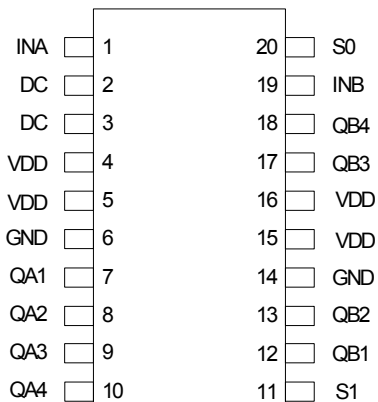 INA 1 20 S0
DC 2 19 INB
DC 3 18 QB4
VDD 4 17 QB3
VDD 5 16 VDD
GND 6 15 VDD
QA1 7 14 GND
QA2 8 13 QB2
QA3 9 12 QB1
QA4 10 11 S1